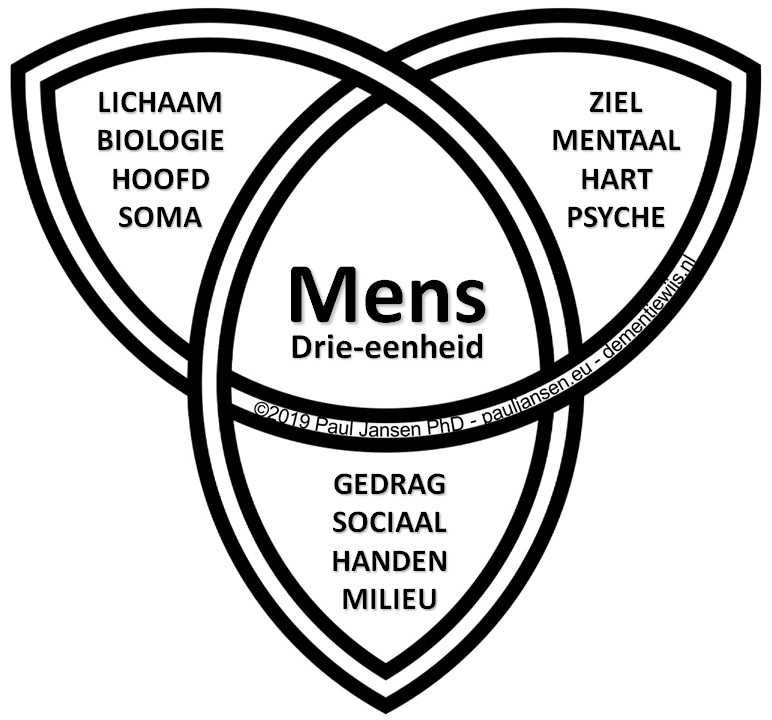 LICHAAM
BIOLOGIE
HOOFD
SOMA
ZIEL
MENTAAL
HART
PSYCHE
Mens
Drie-eenheid
©2019 Paul Jansen PhD - pauljansen.eu - dementiewijs.nl
GEDRAG
SOCIAAL
HANDEN
MILIEU